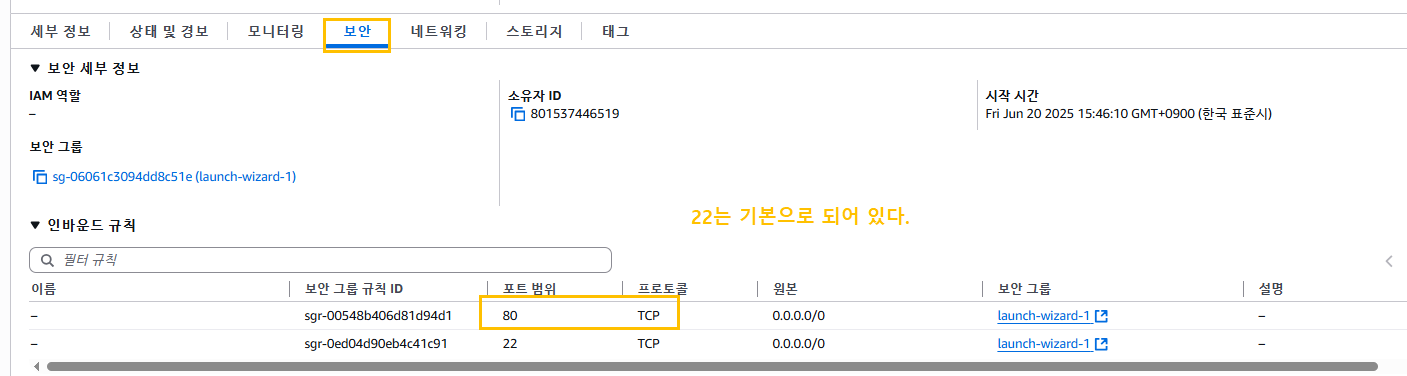 세부 정보 상태 및 경보 모니터링 보안 네트워킹 스토리지 태그
▼ 보안 세부 정보
IAM 역할 소유자 ID 시작 시간
– 801537446519 Fri Jun 20 2025 15:46:10 GMT+0900 (한국 표준시)
보안 그룹
sg-06061c3094dd8c51e (launch-wizard-1)
22는 기본으로 되어 있다.
▼ 인바운드 규칙
필터 규칙
이름 보안 그룹 규칙 ID 포트 범위 프로토콜 원본 보안 그룹 설명
– sgr-00548b406d81d94d1 80 TCP 0.0.0.0/0 launch-wizard-1 –
– sgr-0ed04d90eb4c41c91 22 TCP 0.0.0.0/0 launch-wizard-1 –